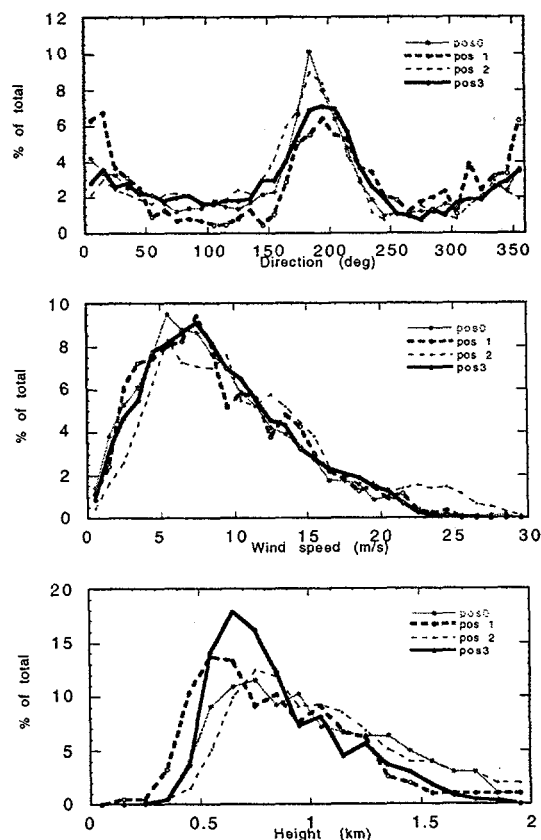 12
10
8
6
4
2
0
% of total
pos0
pos 1
pos 2
pos3
0 50 100 150 200 250 300 350
Direction (deg)
10
8
6
4
2
0
% of total
pos0
pos 1
pos 2
pos3
0 5 10 15 20 25 30
Wind speed (m/s)
20
15
10
5
0
% of total
pos0
pos 1
pos 2
pos3
0 0.5 1 1.5 2
Height (km)